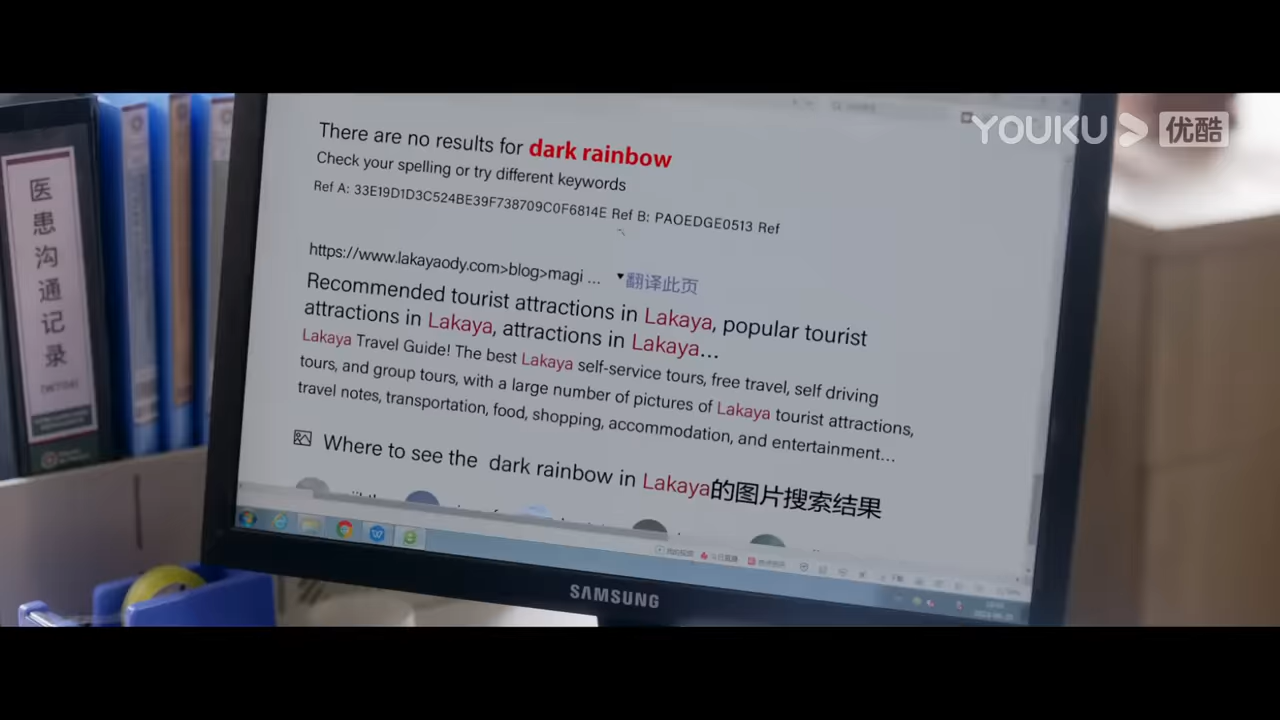 YOUKU 优酷
医患沟通记录
There are no results for dark rainbow
Check your spelling or try different keywords
Ref A: 33E19D1D3C524BE39F738709C0F6814E Ref B: PAOEDGE0513 Ref
https://www.lakayaody.com>blog>magi ... ▾翻译此页
Recommended tourist attractions in Lakaya, popular tourist
attractions in Lakaya, attractions in Lakaya...
Lakaya Travel Guide! The best Lakaya self-service tours, free travel, self driving
tours, and group tours, with a large number of pictures of Lakaya tourist attractions,
travel notes, transportation, food, shopping, accommodation, and entertainment...
Where to see the dark rainbow in Lakaya的图片搜索结果
SAMSUNG